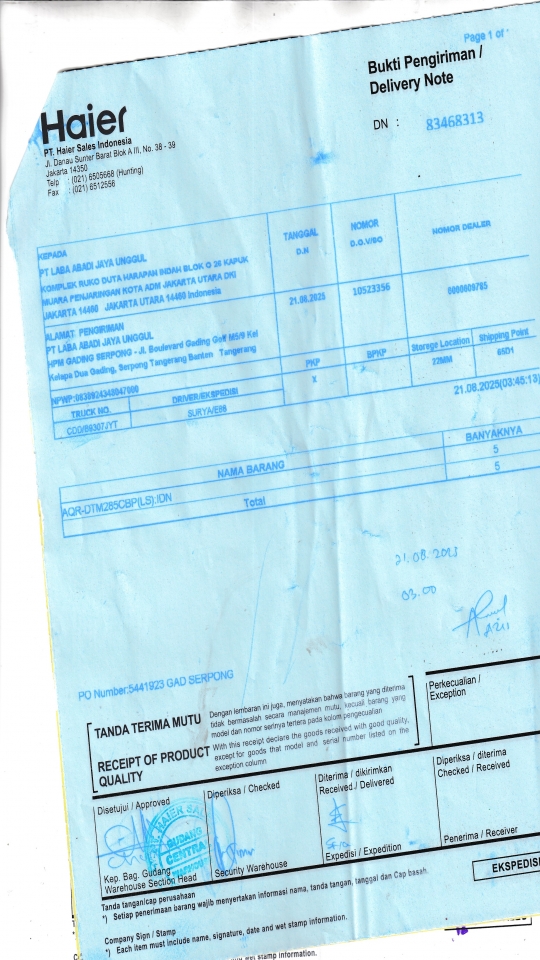 Page 1 of
Bukti Pengiriman /
Delivery Note
DN : 83468313
Haier
PT. Haier Sales Indonesia
Jl. Danau Sunter Barat Blok A III, No. 38 - 39
Jakarta 14350
Telp : (021) 6505668 (Hunting)
Fax : (021) 6512556
KEPADA
PT LABA ABADI JAYA UNGGUL
KOMPLEK RUKO DUTA HARAPAN INDAH BLOK O 26 KAPUK
MUARA PENJARINGAN KOTA ADM JAKARTA UTARA DKI
JAKARTA 14460 JAKARTA UTARA 14460 Indonesia
TANGGAL
D.N
NOMOR
D.O.V/BO
NOMOR DEALER
21.08.2025
10523356
0000009765
ALAMAT PENGIRIMAN
PT LABA ABADI JAYA UNGGUL
HPM GADING SERPONG - Jl. Boulevard Gading Golf M5/9 Kel
Kelapa Dua Gading, Serpong Tangerang Banten Tangerang
NPWP:0838924348047000
PKP
BPKP
Storage Location
Shipping Point
X
22MM
65D1
TRUCK NO.
DRIVER/EKSPEDISI
CDD/B9307JYT
SURYA/E66
21.08.2025(03:45:13)
NAMA BARANG
BANYAKNYA
AQR-DTM285CBP(LS):IDN
5
Total
5
21.08.2025
03.00
PO Number:5441923 GAD SERPONG
TANDA TERIMA MUTU
Dengan lembaran ini juga, menyatakan bahwa barang yang diterima
tidak bermasalah secara manajemen mutu, kecuali barang yang
model dan nomor serinya tertera pada kolom pengecualian
RECEIPT OF PRODUCT
QUALITY
With this receipt declare the goods received with good quality,
except for goods that model and serial number listed on the
exception column
Perkecualian /
Exception
Disetujui / Approved
Diperiksa / Checked
Diterima / dikirimkan
Received / Delivered
Diperiksa / diterima
Checked / Received
GUDANG
CENTRA
Kep. Bag. Gudang
Warehouse Section Head
Security Warehouse
Expedisi / Expedition
Penerima / Receiver
Tanda tangan/cap perusahaan
*) Setiap penerimaan barang wajib menyertakan informasi nama, tanda tangan, tanggal dan Cap basah.
EKSPEDISI
Company Sign / Stamp
*) Each item must include name, signature, date and wet stamp information.
wet stamp information.